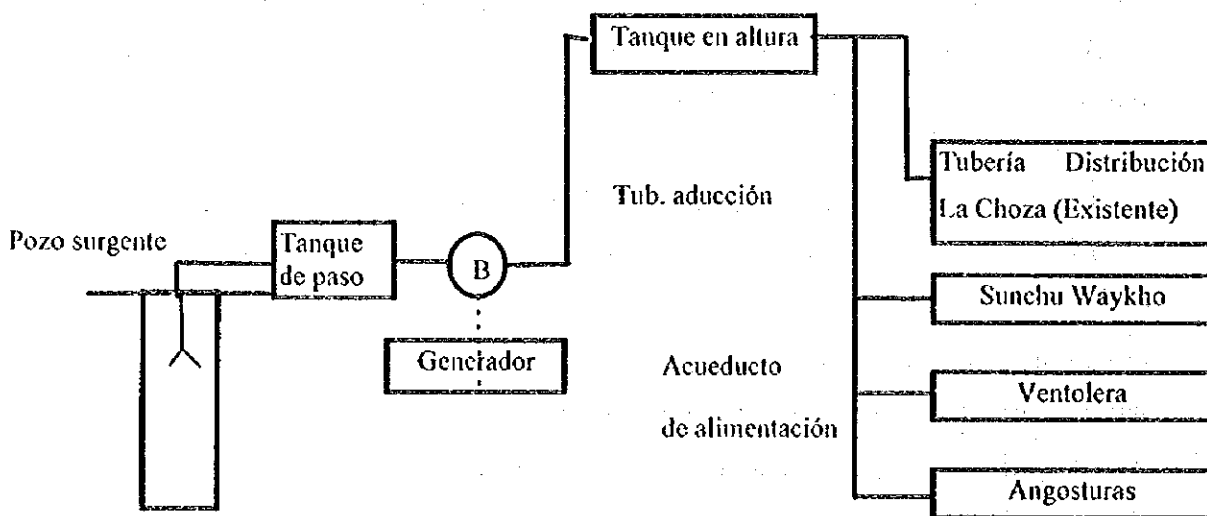 Tanque en altura
Tubería Distribución
La Choza (Existente)
Tub. aducción
Pozo surgente
Tanque
de paso
B
Sunchu Waykho
Generador
Acueducto
de alimentación
Ventolera
Angosturas